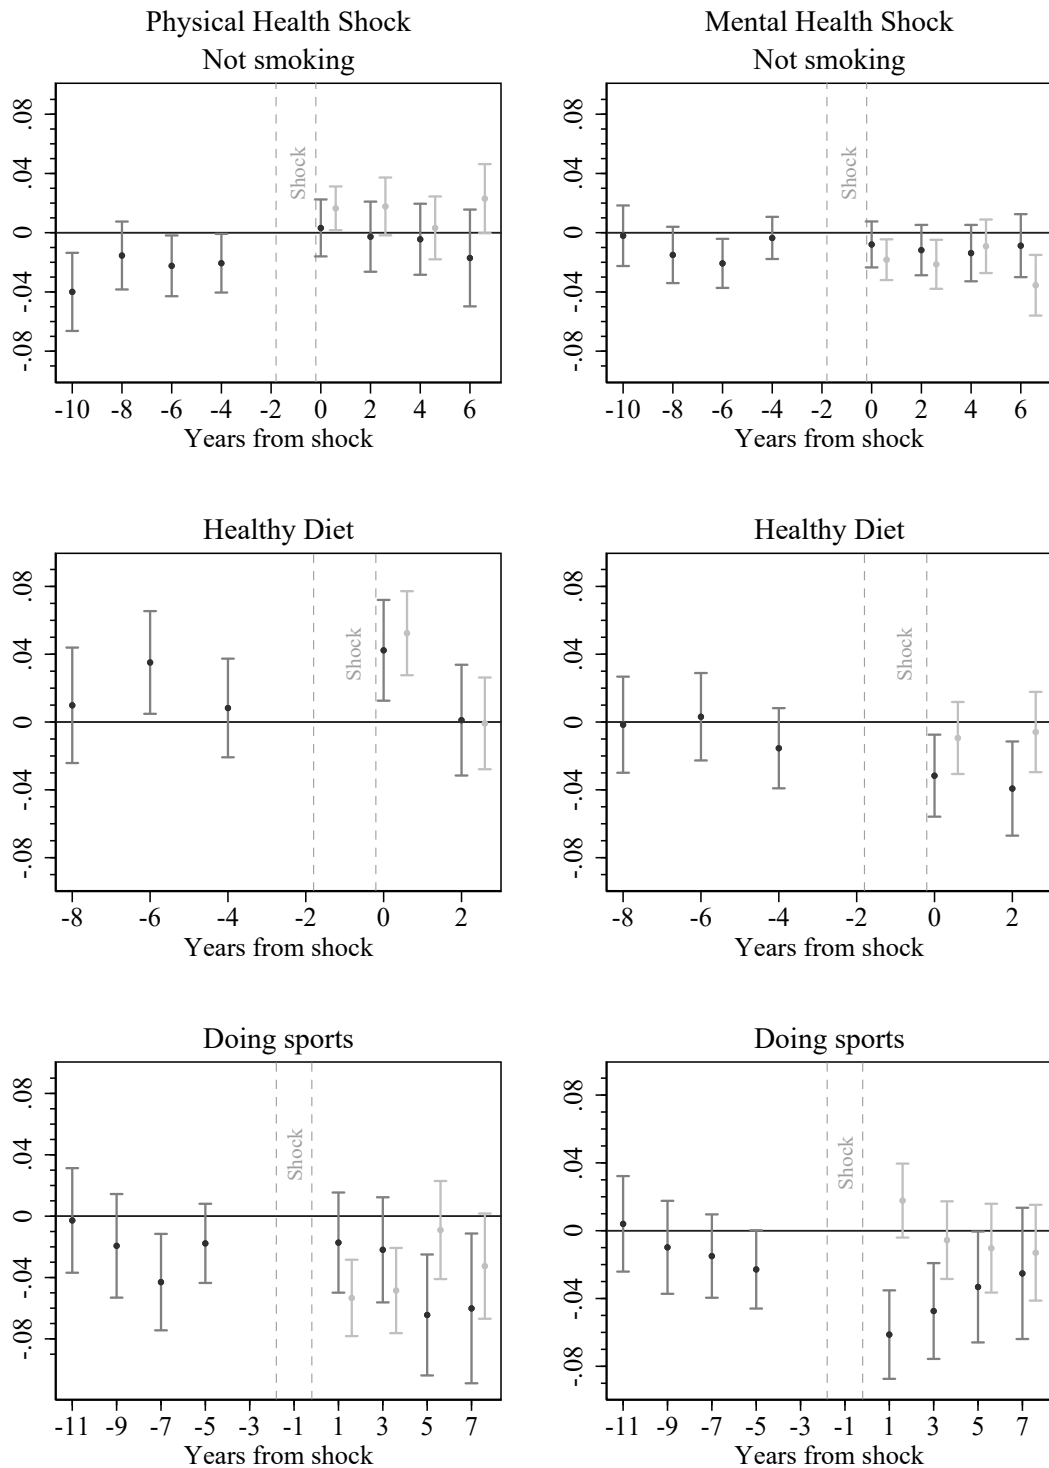 Physical Health Shock
Not smoking
.08
.04
0
-.04
-.08
Shock
-10 -8 -6 -4 -2 0 2 4 6
Years from shock
Mental Health Shock
Not smoking
.08
.04
0
-.04
-.08
Shock
-10 -8 -6 -4 -2 0 2 4 6
Years from shock
Healthy Diet
.08
.04
0
-.04
-.08
Shock
-8 -6 -4 -2 0 2
Years from shock
Healthy Diet
.08
.04
0
-.04
-.08
Shock
-8 -6 -4 -2 0 2
Years from shock
Doing sports
.08
.04
0
-.04
-.08
Shock
-11 -9 -7 -5 -3 -1 1 3 5 7
Years from shock
Doing sports
.08
.04
0
-.04
-.08
Shock
-11 -9 -7 -5 -3 -1 1 3 5 7
Years from shock